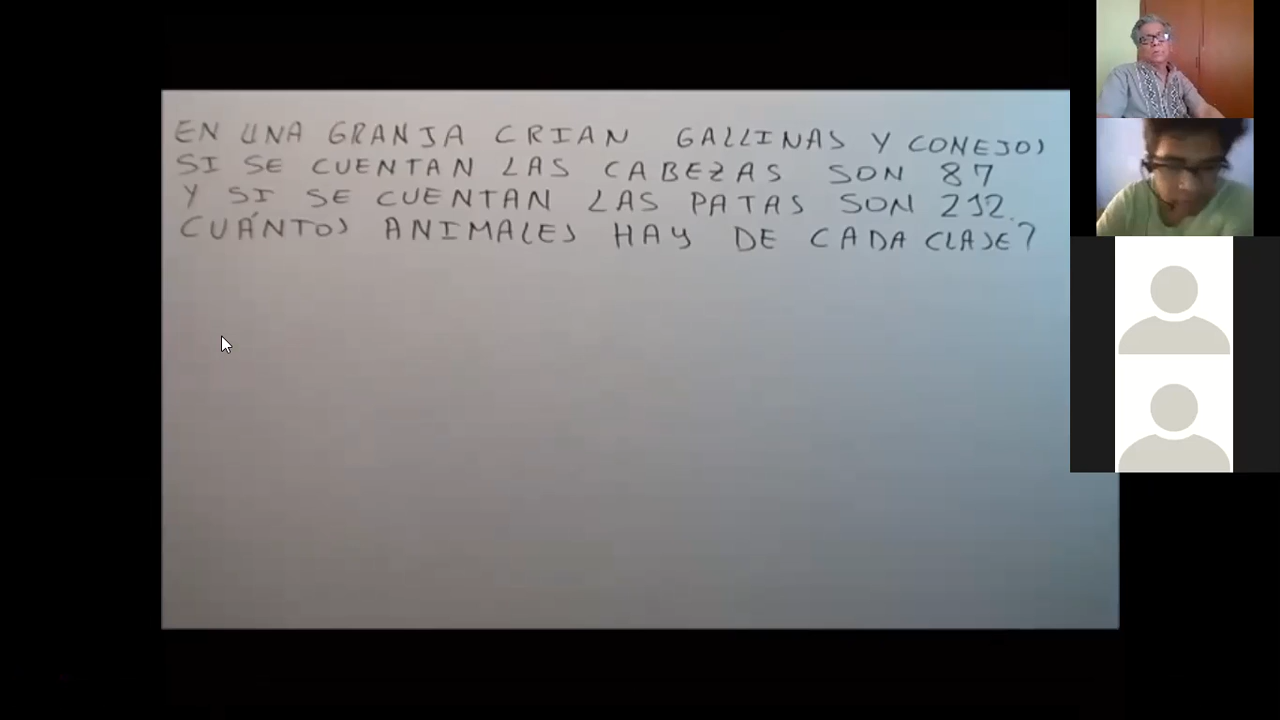 EN UNA GRANJA CRIAN GALLINAS Y CONEJOS
SI SE CUENTAN LAS CABEZAS SON 87
Y SI SE CUENTAN LAS PATAS SON 212.
CUÁNTOS ANIMALES HAY DE CADA CLASE?